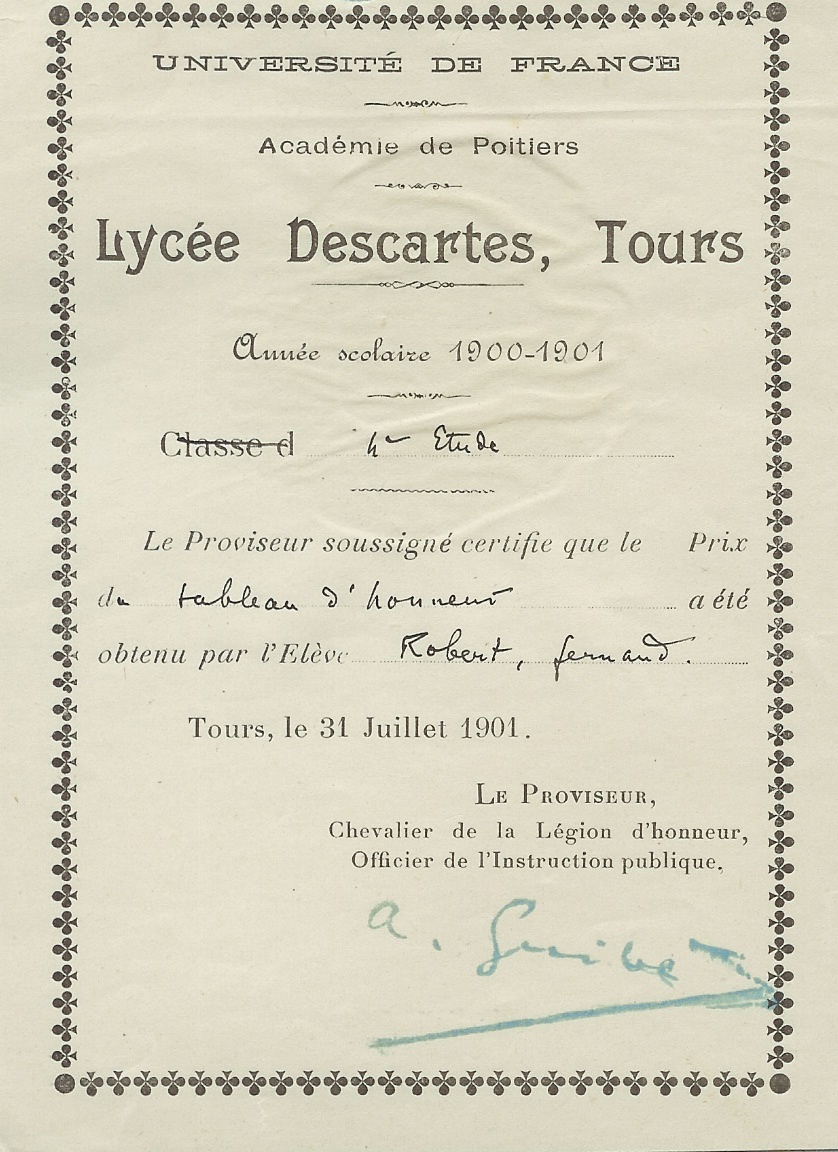 UNIVERSITÉ DE FRANCE
Académie de Poitiers
Lycée Descartes, Tours
Année scolaire 1900-1901
Classe d Etude
Le Proviseur soussigné certifie que le Prix
du tableau d'honneur a été
obtenu par l'Elève Robert, fernand.
Tours, le 31 Juillet 1901.
LE PROVISEUR,
Chevalier de la Légion d'honneur,
Officier de l'Instruction publique,
a.